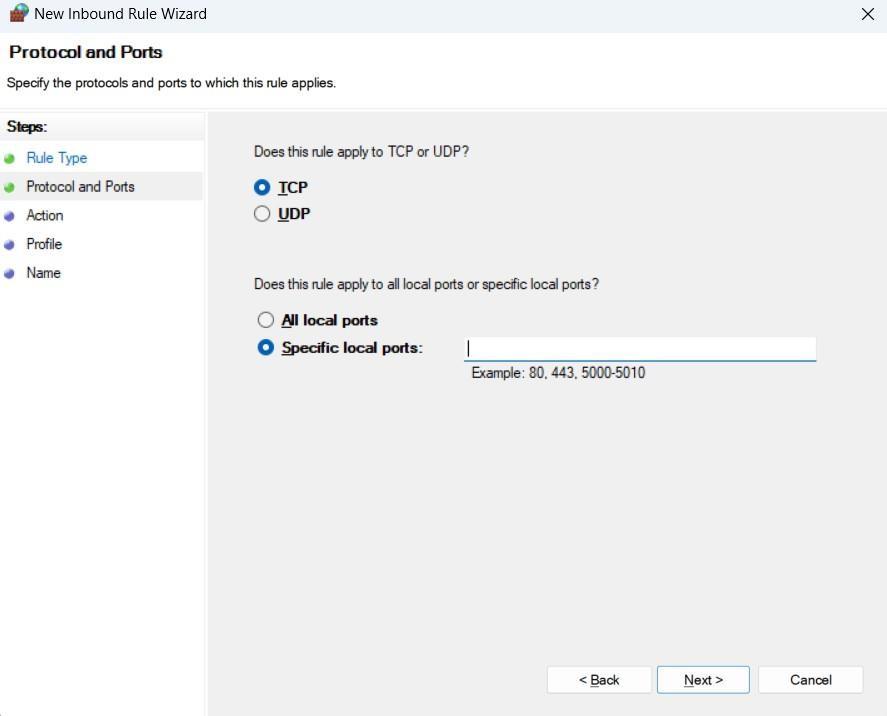 New Inbound Rule Wizard
Protocol and Ports
Specify the protocols and ports to which this rule applies.
Steps:
Rule Type
Protocol and Ports
Action
Profile
Name
Does this rule apply to TCP or UDP?
TCP
UDP
Does this rule apply to all local ports or specific local ports?
All local ports
Specific local ports:
Example: 80, 443, 5000-5010
< Back
Next >
Cancel